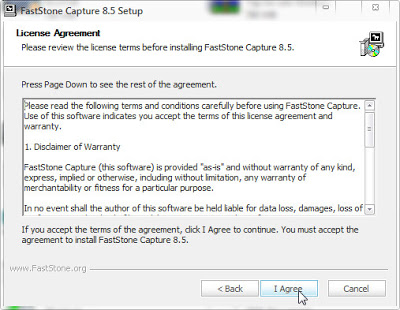 FastStone Capture 8.5 Setup
License Agreement
Please review the license terms before installing FastStone Capture 8.5.
Press Page Down to see the rest of the agreement.
Please read the following terms and conditions carefully before using FastStone Capture.
Use of this software indicates you accept the terms of this license agreement and
warranty.
1. Disclaimer of Warranty
FastStone Capture (this software) is provided "as-is" and without warranty of any kind,
express, implied or otherwise, including without limitation, any warranty of
merchantability or fitness for a particular purpose.
In no event shall the author of this software be held liable for data loss, damages, loss of
If you accept the terms of the agreement, click I Agree to continue. You must accept the
agreement to install FastStone Capture 8.5.
www.FastStone.org
< Back
I Agree
Cancel